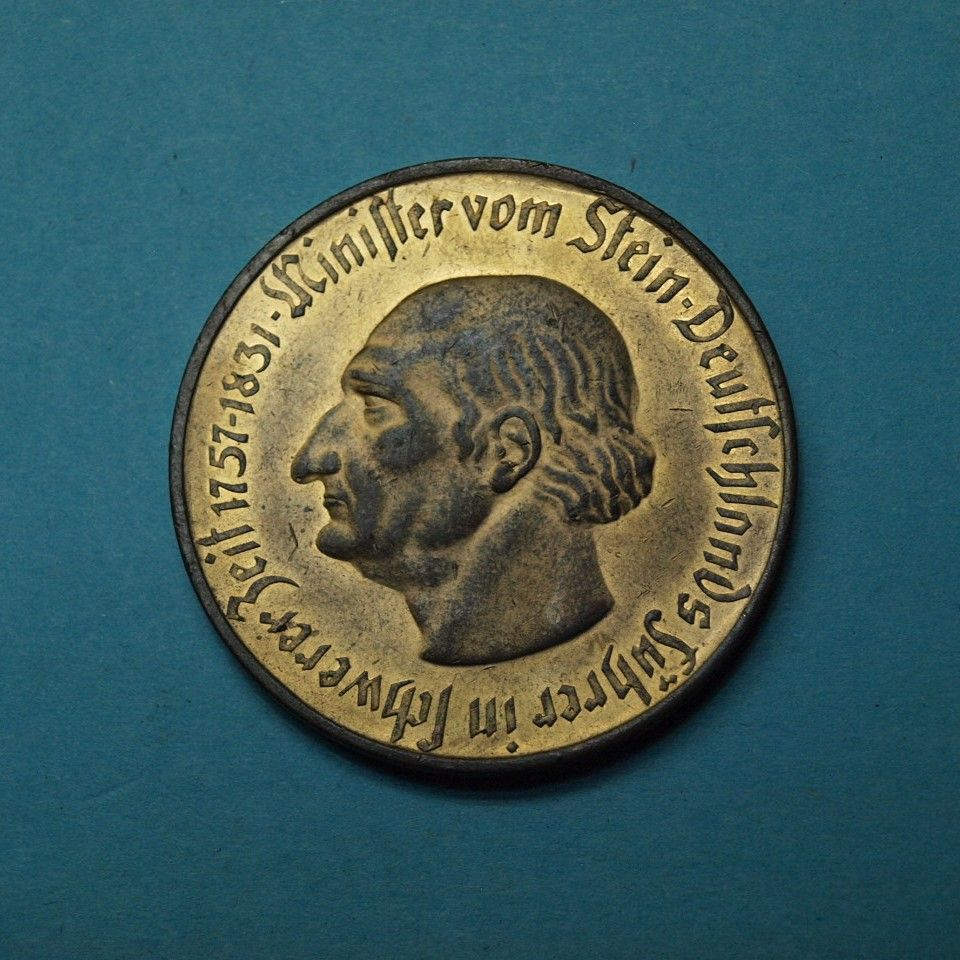 Minister vom Stein · Deutschlands Führer in schwerer Zeit 1757-1831 ·